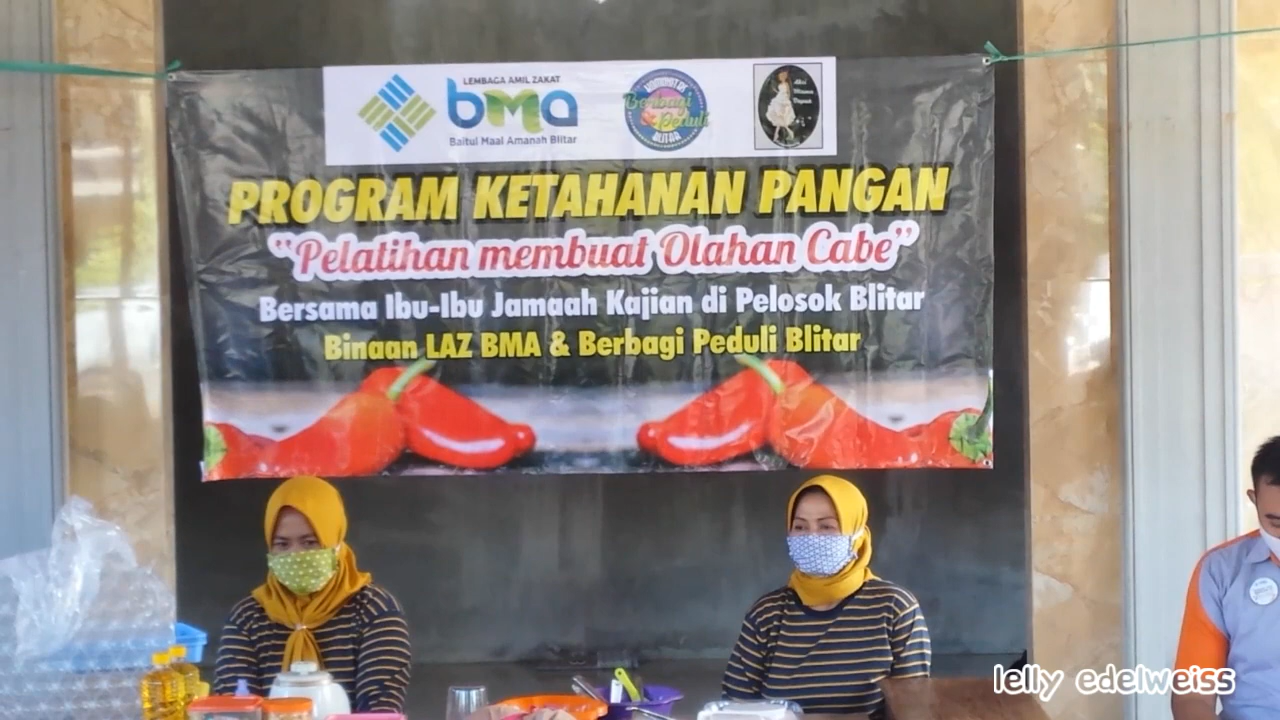 LEMBAGA AMIL ZAKAT
bma
Baitul Maal Amanah Blitar
Berbagi
Peduli
BLITAR
PROGRAM KETAHANAN PANGAN
"Pelatihan membuat Olahan Cabe"
Bersama Ibu-Ibu Jamaah Kajian di Pelosok Blitar
Binaan LAZ BMA & Berbagi Peduli Blitar
lelly edelweiss